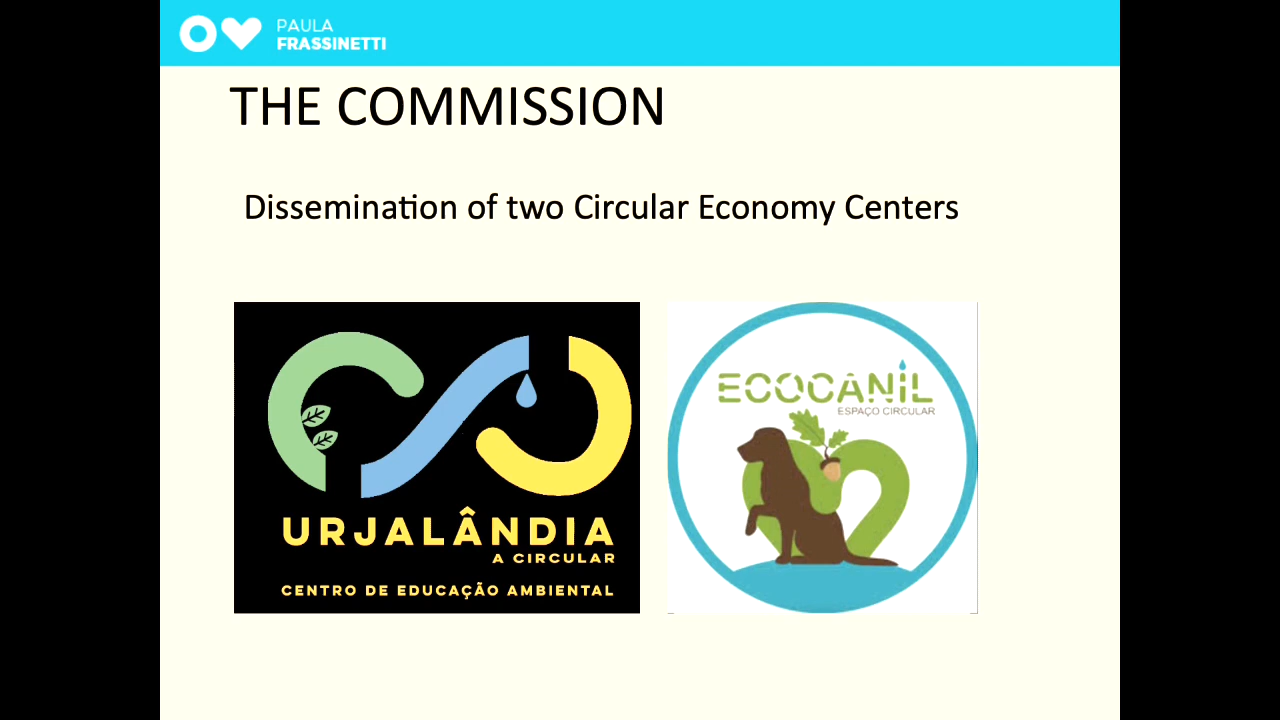 PAULA
FRASSINETTI
THE COMMISSION
Dissemination of two Circular Economy Centers
URJALÂNDIA
A CIRCULAR
CENTRO DE EDUCAÇÃO AMBIENTAL
ECOCANIL
ESPAÇO CIRCULAR